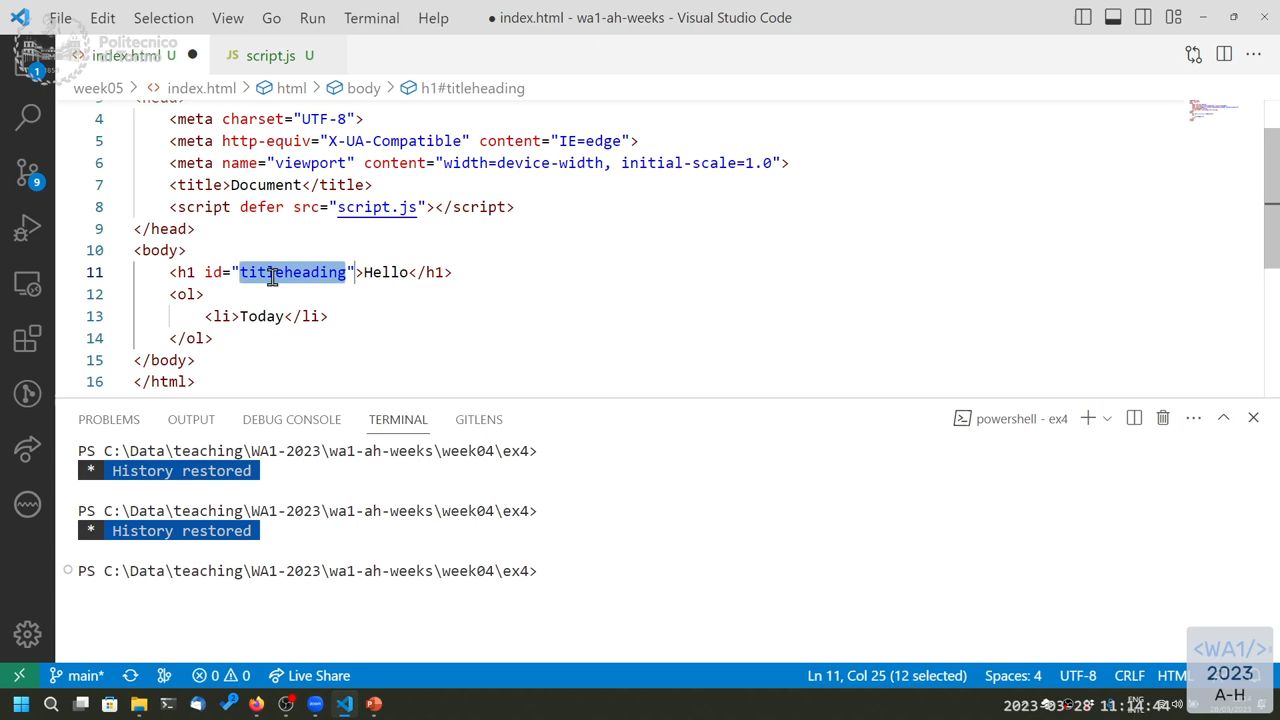 File Edit Selection View Go Run Terminal Help ● index.html - wa1-ah-weeks - Visual Studio Code
Politecnico
di Torino
<> index.html U ● JS script.js U
1
week05 > <> index.html > html > body > h1#titleheading
<head>
4 <meta charset="UTF-8">
5 <meta http-equiv="X-UA-Compatible" content="IE=edge">
6 <meta name="viewport" content="width=device-width, initial-scale=1.0">
7 <title>Document</title>
8 <script defer src="script.js"></script>
9 </head>
10 <body>
11 <h1 id="titleheading">Hello</h1>
12 <ol>
13 <li>Today</li>
14 </ol>
15 </body>
16 </html>
9
PROBLEMS OUTPUT DEBUG CONSOLE TERMINAL GITLENS powershell - ex4
PS C:\Data\teaching\WA1-2023\wa1-ah-weeks\week04\ex4>
* History restored
PS C:\Data\teaching\WA1-2023\wa1-ah-weeks\week04\ex4>
* History restored
PS C:\Data\teaching\WA1-2023\wa1-ah-weeks\week04\ex4>
main* 0 0 Live Share Ln 11, Col 25 (12 selected) Spaces: 4 UTF-8 CRLF HTML
<WA1/>
2023
A-H